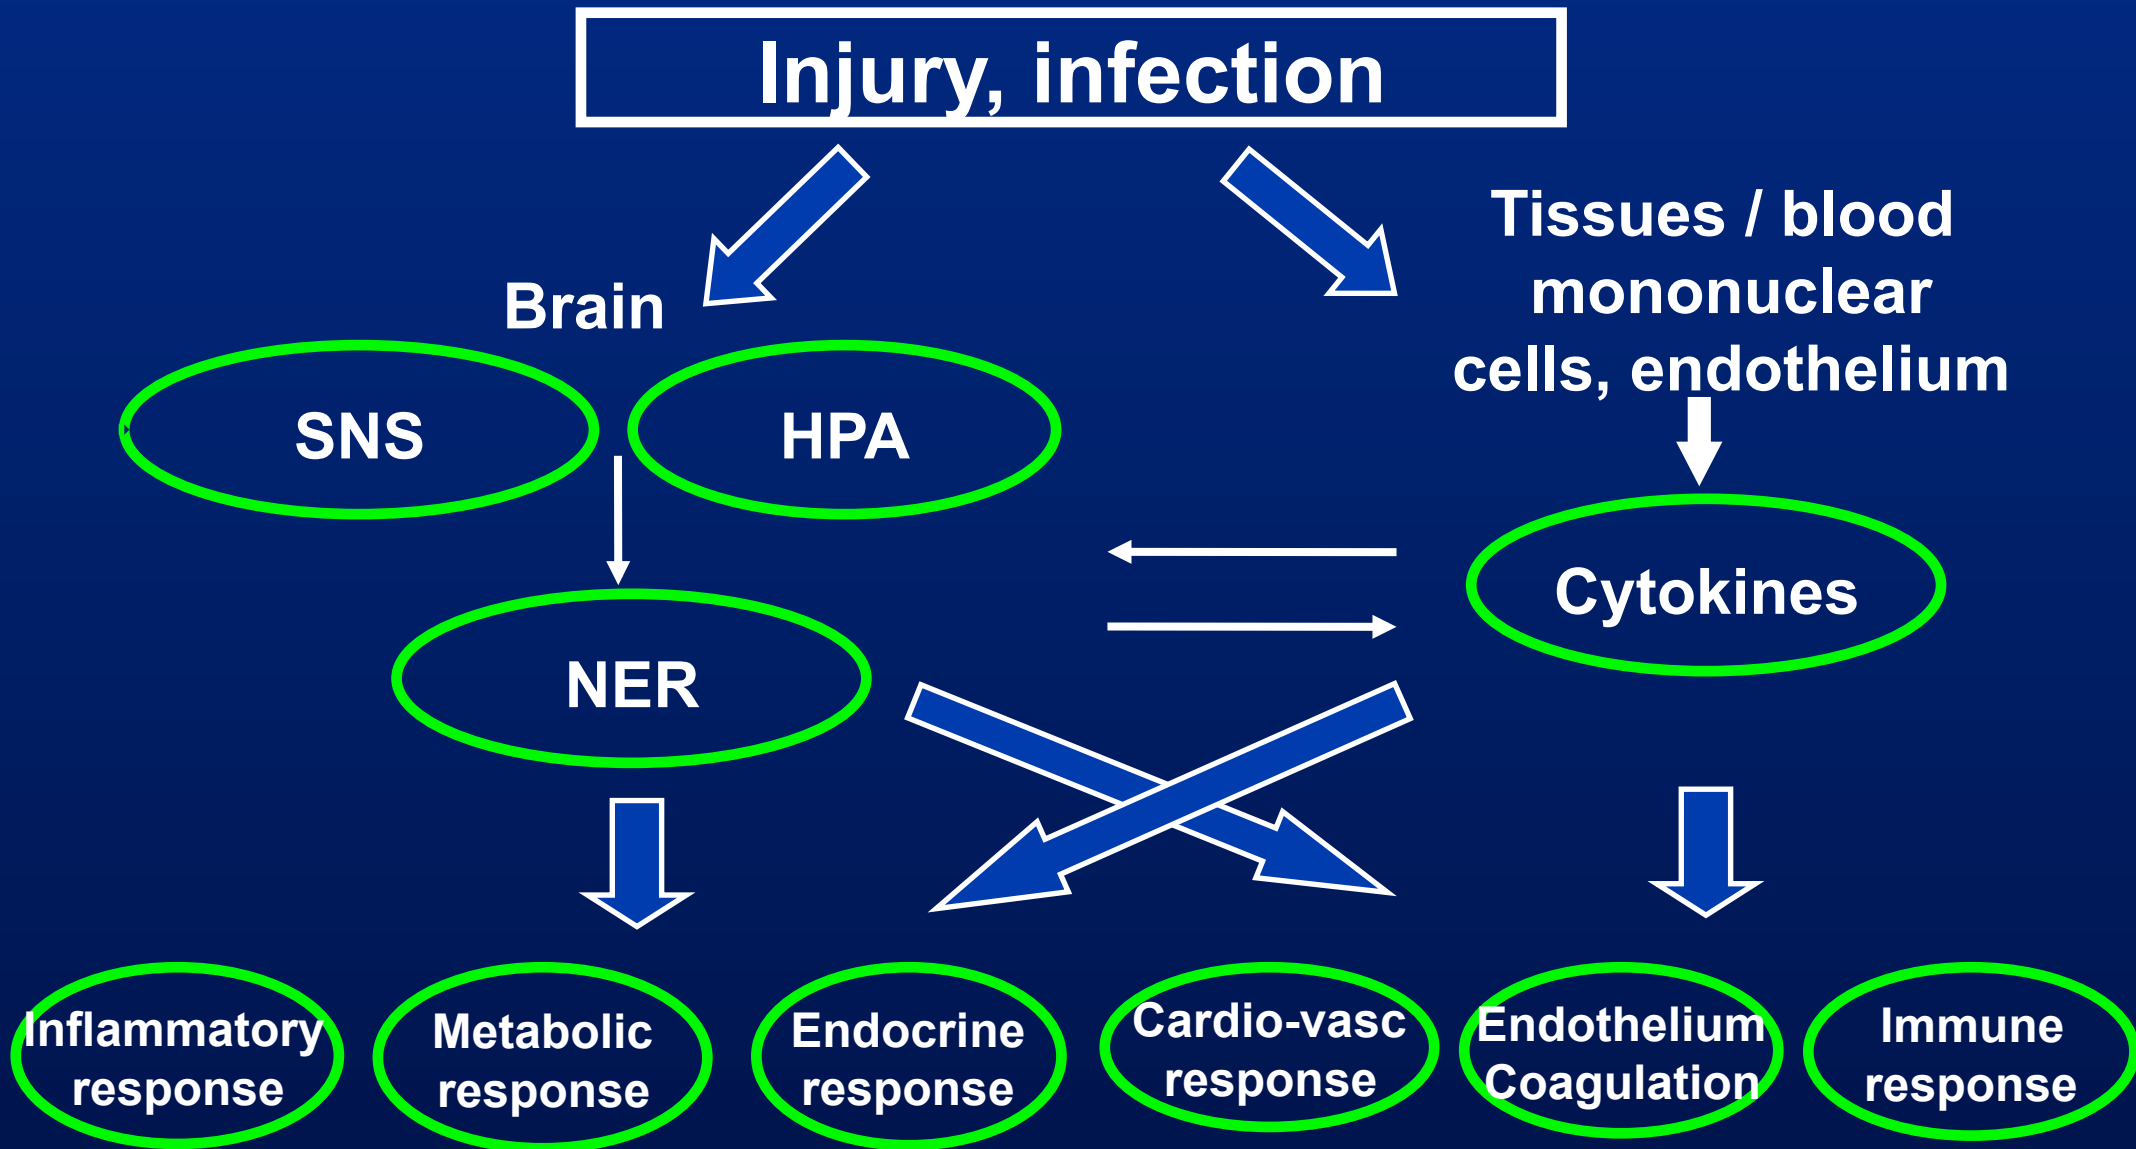 Injury, infection
Tissues / blood
mononuclear
cells, endothelium
Brain
SNS
HPA
Cytokines
NER
Inflammatory
response
Metabolic
response
Endocrine
response
Cardio-vasc
response
Endothelium
Coagulation
Immune
response